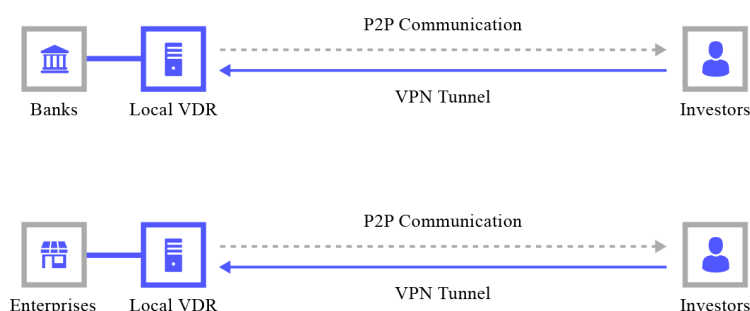 P2P Communication
VPN Tunnel
Banks
Local VDR
Investors
P2P Communication
VPN Tunnel
Enterprises
Local VDR
Investors